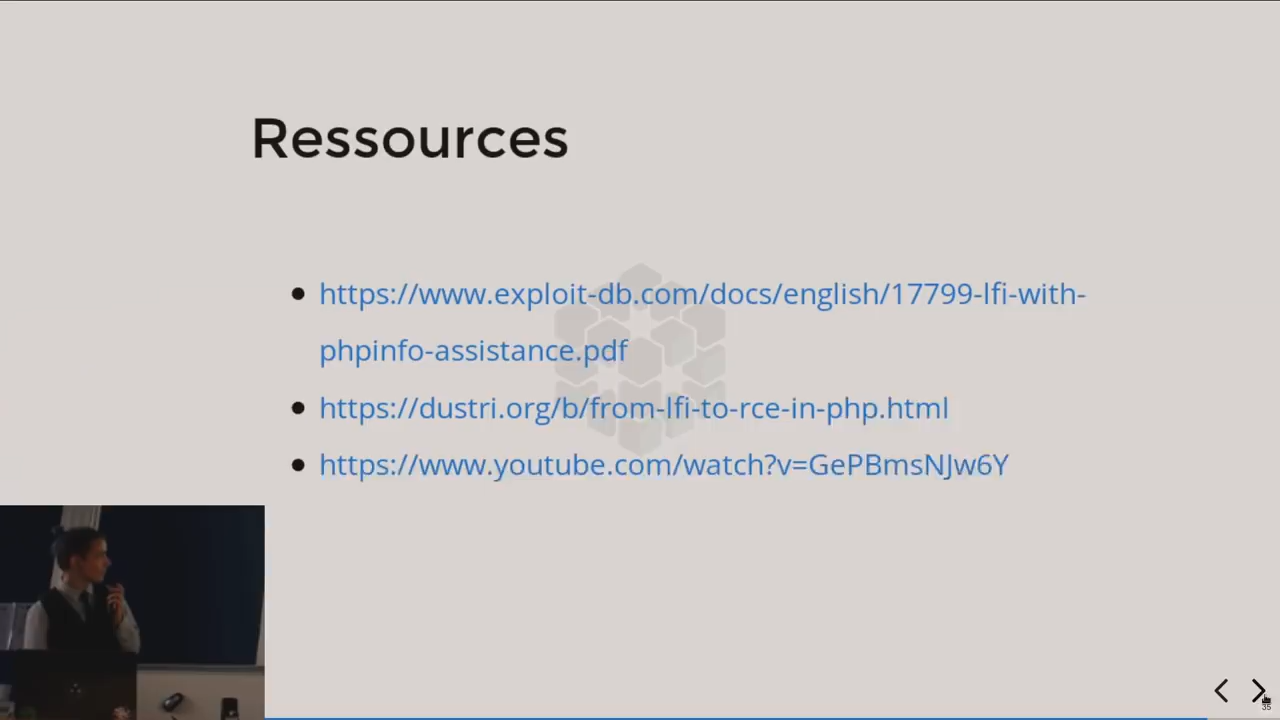 Ressources
https://www.exploit-db.com/docs/english/17799-lfi-with-
phpinfo-assistance.pdf
https://dustri.org/b/from-lfi-to-rce-in-php.html
https://www.youtube.com/watch?v=GePBmsNJw6Y
35